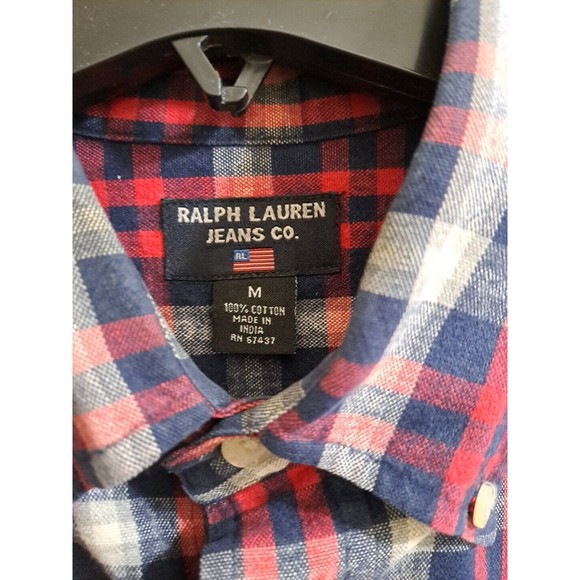 RALPH LAUREN
JEANS CO.
RL
M
100% COTTON
MADE IN
INDIA
RN 67437